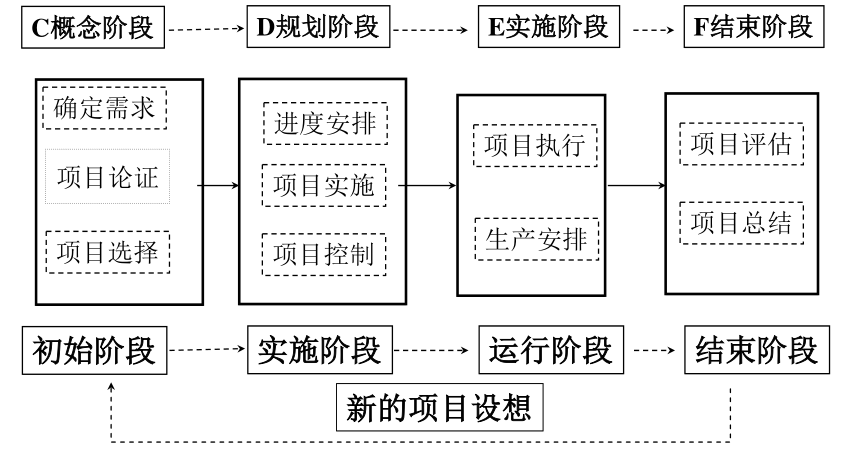 C概念阶段
D规划阶段
E实施阶段
F结束阶段
确定需求
项目论证
项目选择
进度安排
项目实施
项目控制
项目执行
生产安排
项目评估
项目总结
初始阶段
实施阶段
运行阶段
结束阶段
新的项目设想